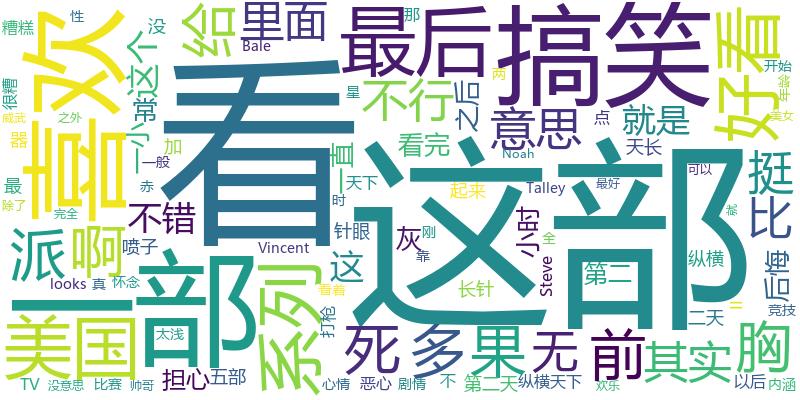 看
这部
一部
喜欢
搞笑
最后
好看
美国
系列
里面
给
不行
意思
就是
不错
派
啊
死
多
果
无
前
其实
胸
挺
比
后悔
小时
第二
这
灰
一直
看完
之后
常
这个
一小
担心
五部
天长
加
没
Bale
那
性
糟糕
很糟
星
两
点
开始
年龄
美女
威武
之外
器
最
一般
除了
完全
赤
天下
时
起来
Noah
Talley
最好
可以
就
喷子
针眼
Vincent
刚
全
靠
纵横
looks
真
怀念
看着
打枪
长针
Steve
二天
竞技
太浅
TV
没意思
比赛
帅哥
心情
恶心
剧情
不
第二天
纵横天下
欢乐
以后
内涵
II